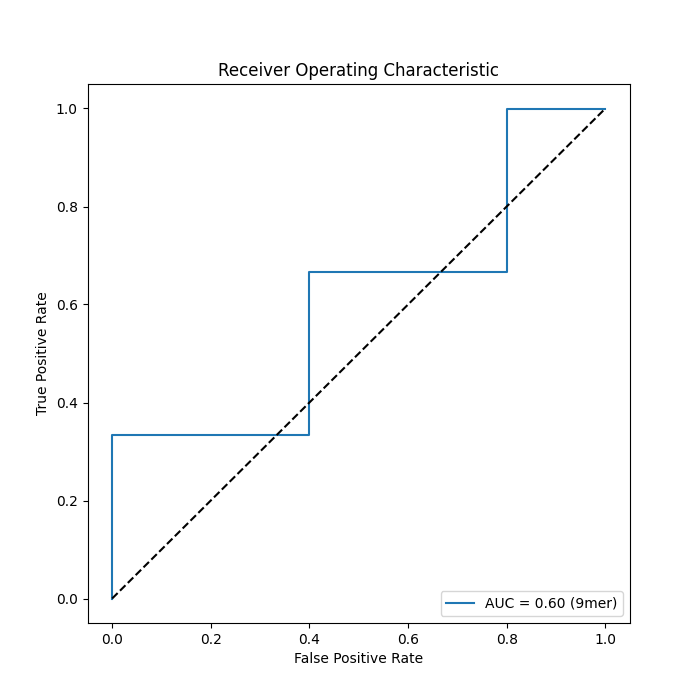 Receiver Operating Characteristic
True Positive Rate
1.0
0.8
0.6
0.4
0.2
0.0
AUC = 0.60 (9mer)
0.0 0.2 0.4 0.6 0.8 1.0
False Positive Rate